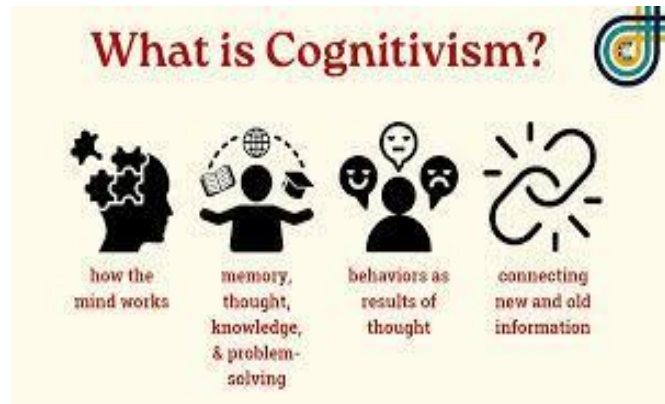 What is Cognitivism?
how the
mind works
memory,
thought,
knowledge,
& problem-
solving
behaviors as
results of
thought
connecting
new and old
information